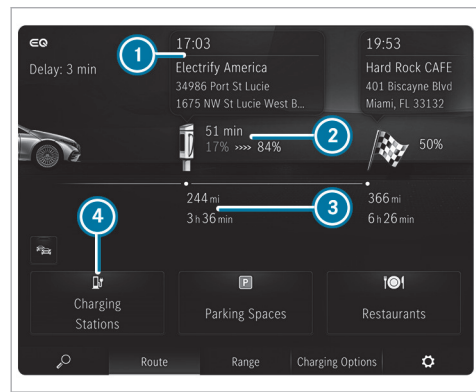 EQ
Delay: 3 min
17:03
Electrify America
34986 Port St Lucie
1675 NW St Lucie West B...
19:53
Hard Rock CAFE
401 Biscayne Blvd
Miami, FL 33132
1
51 min
17% >>>> 84%
2
50%
244 mi
3 h 36 min
3
366 mi
6 h 26 min
4
Charging
Stations
P
Parking Spaces
Restaurants
Route
Range
Charging Options